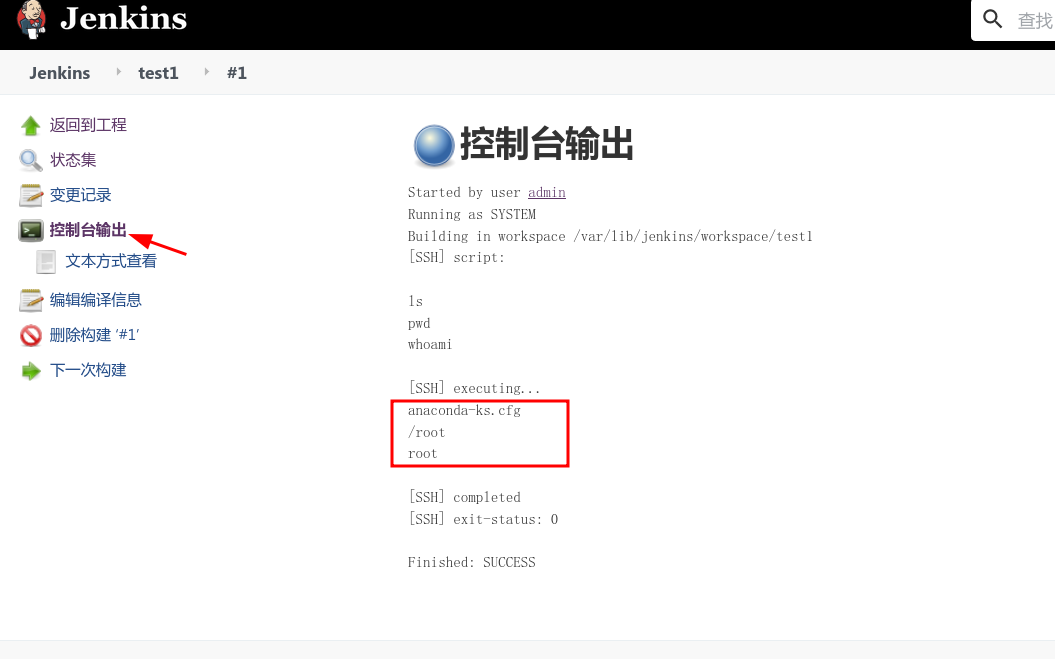 Jenkins
查找
Jenkins test1 #1
返回到工程
状态集
变更记录
控制台输出
文本方式查看
编辑编译信息
删除构建 ‘#1’
下一次构建
控制台输出
Started by user admin
Running as SYSTEM
Building in workspace /var/lib/jenkins/workspace/test1
[SSH] script:
ls
pwd
whoami
[SSH] executing...
anaconda-ks.cfg
/root
root
[SSH] completed
[SSH] exit-status: 0
Finished: SUCCESS